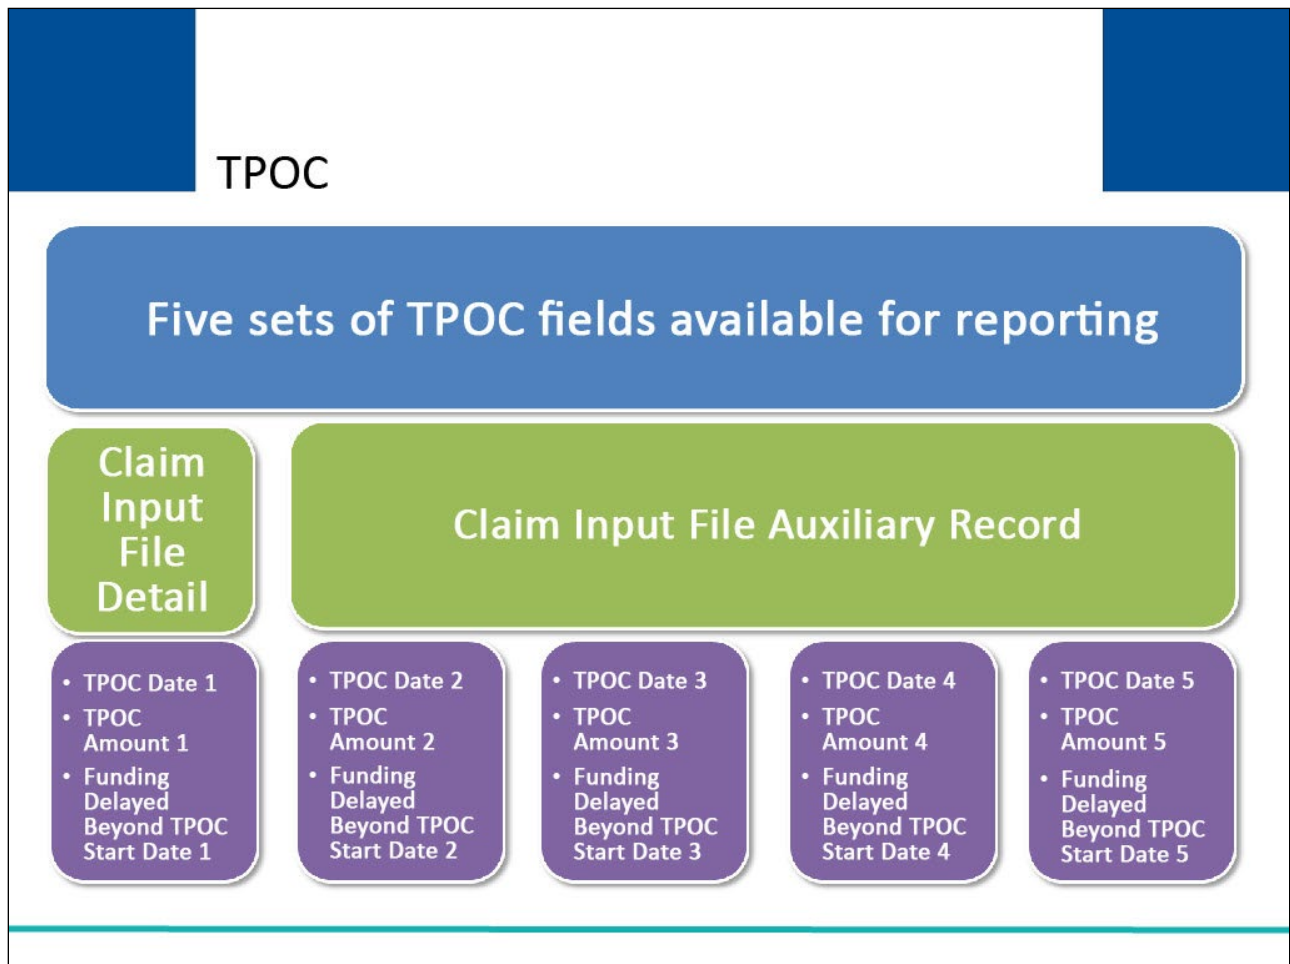 TPOC
Five sets of TPOC fields available for reporting
Claim
Input
File
Detail
Claim Input File Auxiliary Record
• TPOC Date 1
• TPOC
Amount 1
• Funding
Delayed
Beyond TPOC
Start Date 1
• TPOC Date 2
• TPOC
Amount 2
• Funding
Delayed
Beyond TPOC
Start Date 2
• TPOC Date 3
• TPOC
Amount 3
• Funding
Delayed
Beyond TPOC
Start Date 3
• TPOC Date 4
• TPOC
Amount 4
• Funding
Delayed
Beyond TPOC
Start Date 4
• TPOC Date 5
• TPOC
Amount 5
• Funding
Delayed
Beyond TPOC
Start Date 5